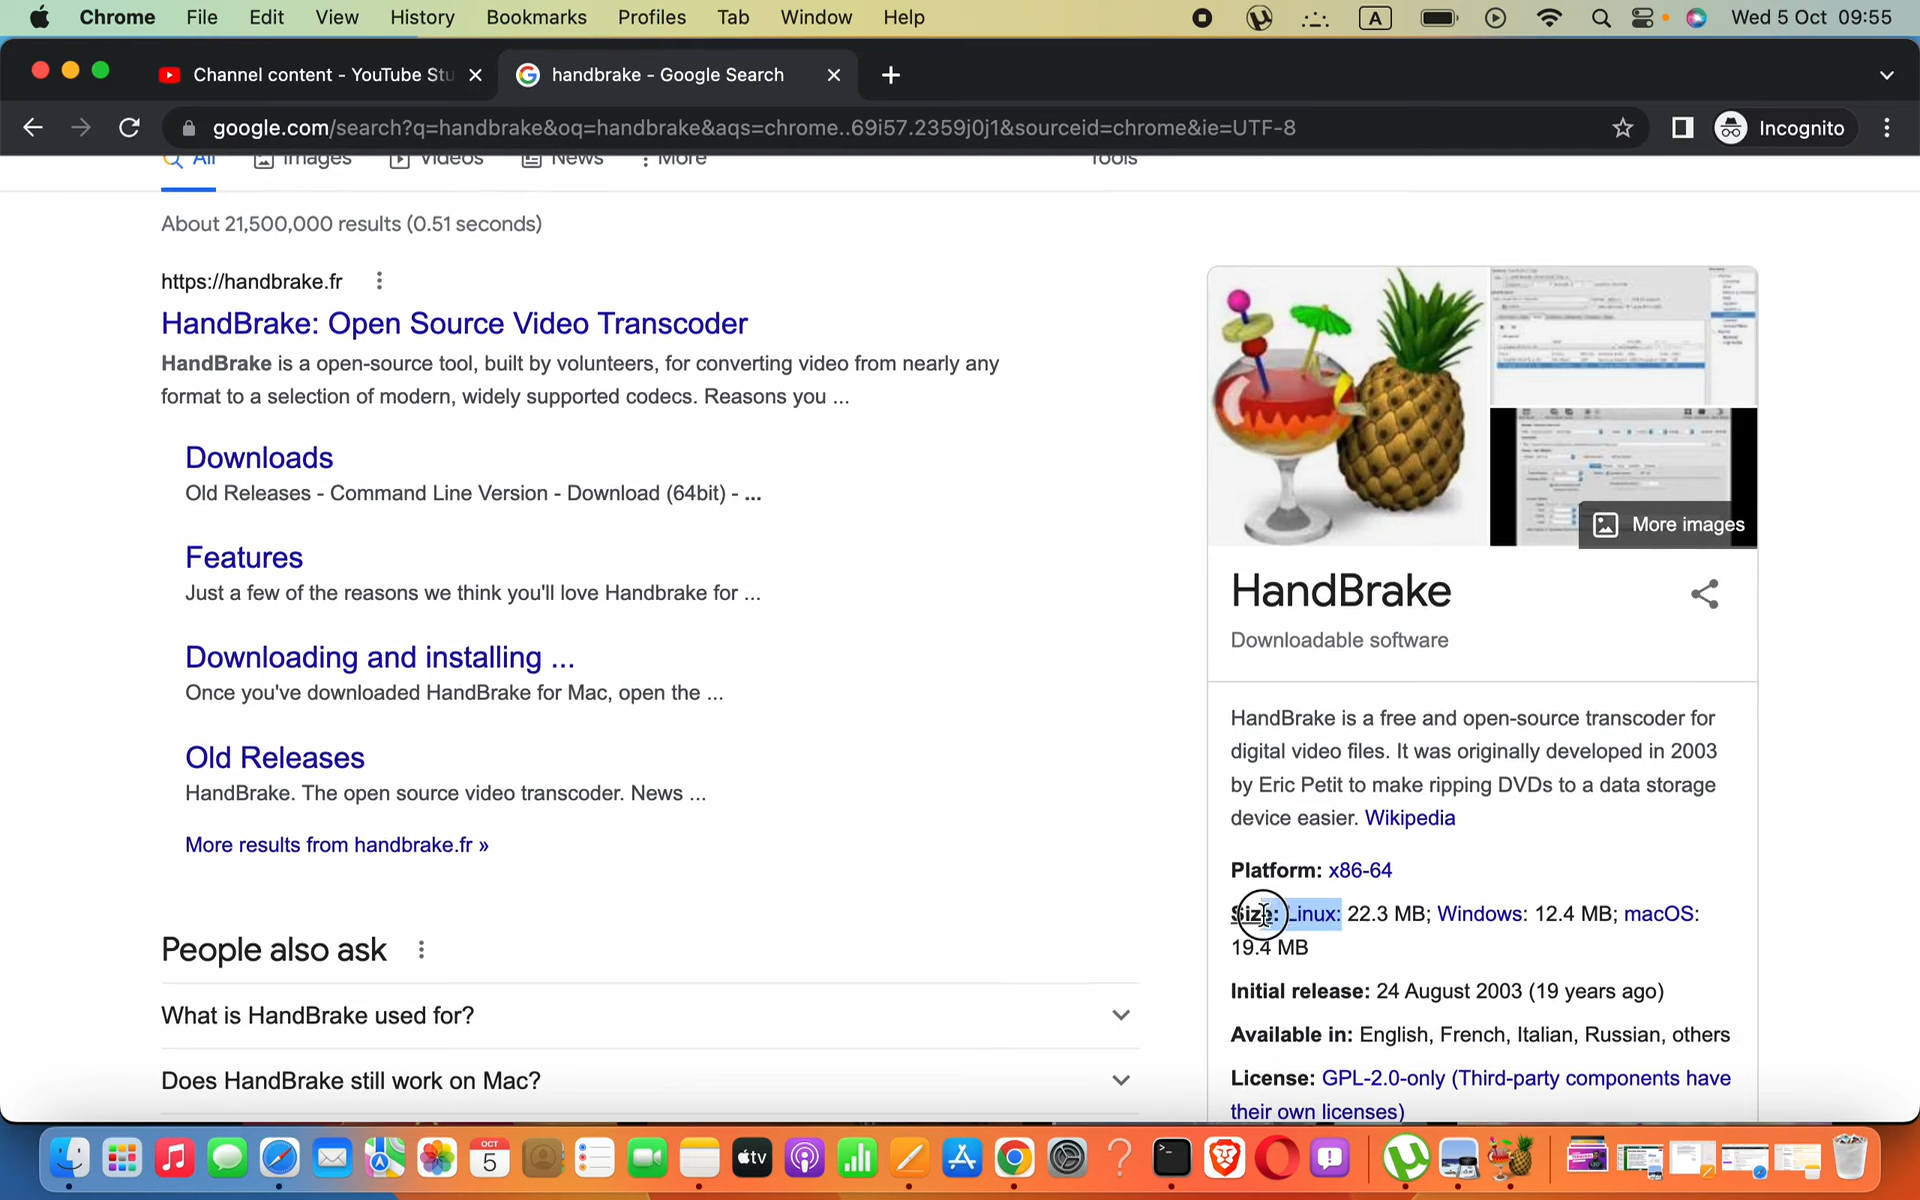 Chrome File Edit View History Bookmarks Profiles Tab Window Help A Wed 5 Oct 09:55
Channel content - YouTube Stu handbrake - Google Search
google.com/search?q=handbrake&oq=handbrake&aqs=chrome..69i57.2359j0j1&sourceid=chrome&ie=UTF-8 Incognito
All Images Videos News More Tools
About 21,500,000 results (0.51 seconds)
https://handbrake.fr
HandBrake: Open Source Video Transcoder
HandBrake is a open-source tool, built by volunteers, for converting video from nearly any
format to a selection of modern, widely supported codecs. Reasons you ...
Downloads
Old Releases - Command Line Version - Download (64bit) - ...
Features
Just a few of the reasons we think you'll love Handbrake for ...
Downloading and installing ...
Once you've downloaded HandBrake for Mac, open the ...
Old Releases
HandBrake. The open source video transcoder. News ...
More results from handbrake.fr »
People also ask
What is HandBrake used for?
Does HandBrake still work on Mac?
More images
HandBrake
Downloadable software
HandBrake is a free and open-source transcoder for
digital video files. It was originally developed in 2003
by Eric Petit to make ripping DVDs to a data storage
device easier. Wikipedia
Platform: x86-64
Size: Linux: 22.3 MB; Windows: 12.4 MB; macOS:
19.4 MB
Initial release: 24 August 2003 (19 years ago)
Available in: English, French, Italian, Russian, others
License: GPL-2.0-only (Third-party components have
their own licenses)
OCT
5
tv